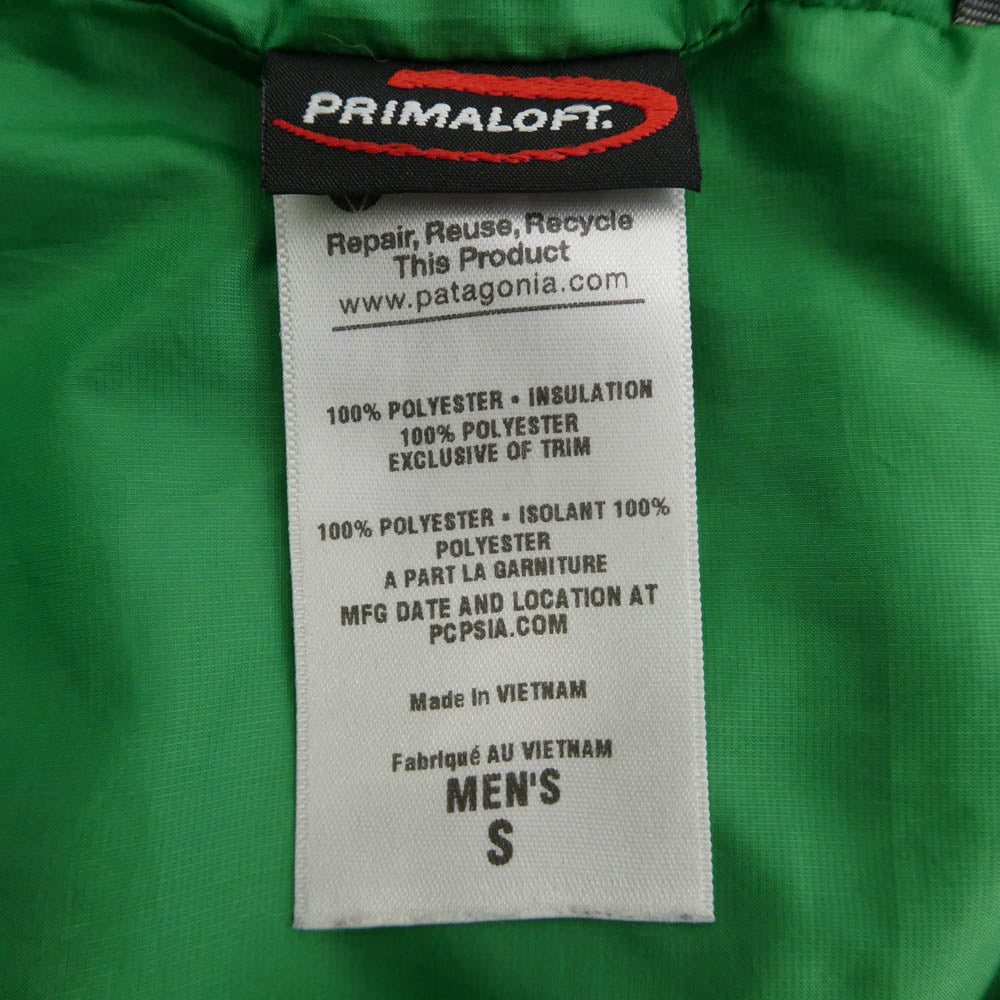 PRIMALOFT.
Repair, Reuse, Recycle
This Product
www.patagonia.com
100% POLYESTER • INSULATION
100% POLYESTER
EXCLUSIVE OF TRIM
100% POLYESTER • ISOLANT 100%
POLYESTER
A PART LA GARNITURE
MFG DATE AND LOCATION AT
PCPSIA.COM
Made In VIETNAM
Fabriqué AU VIETNAM
MEN'S
S